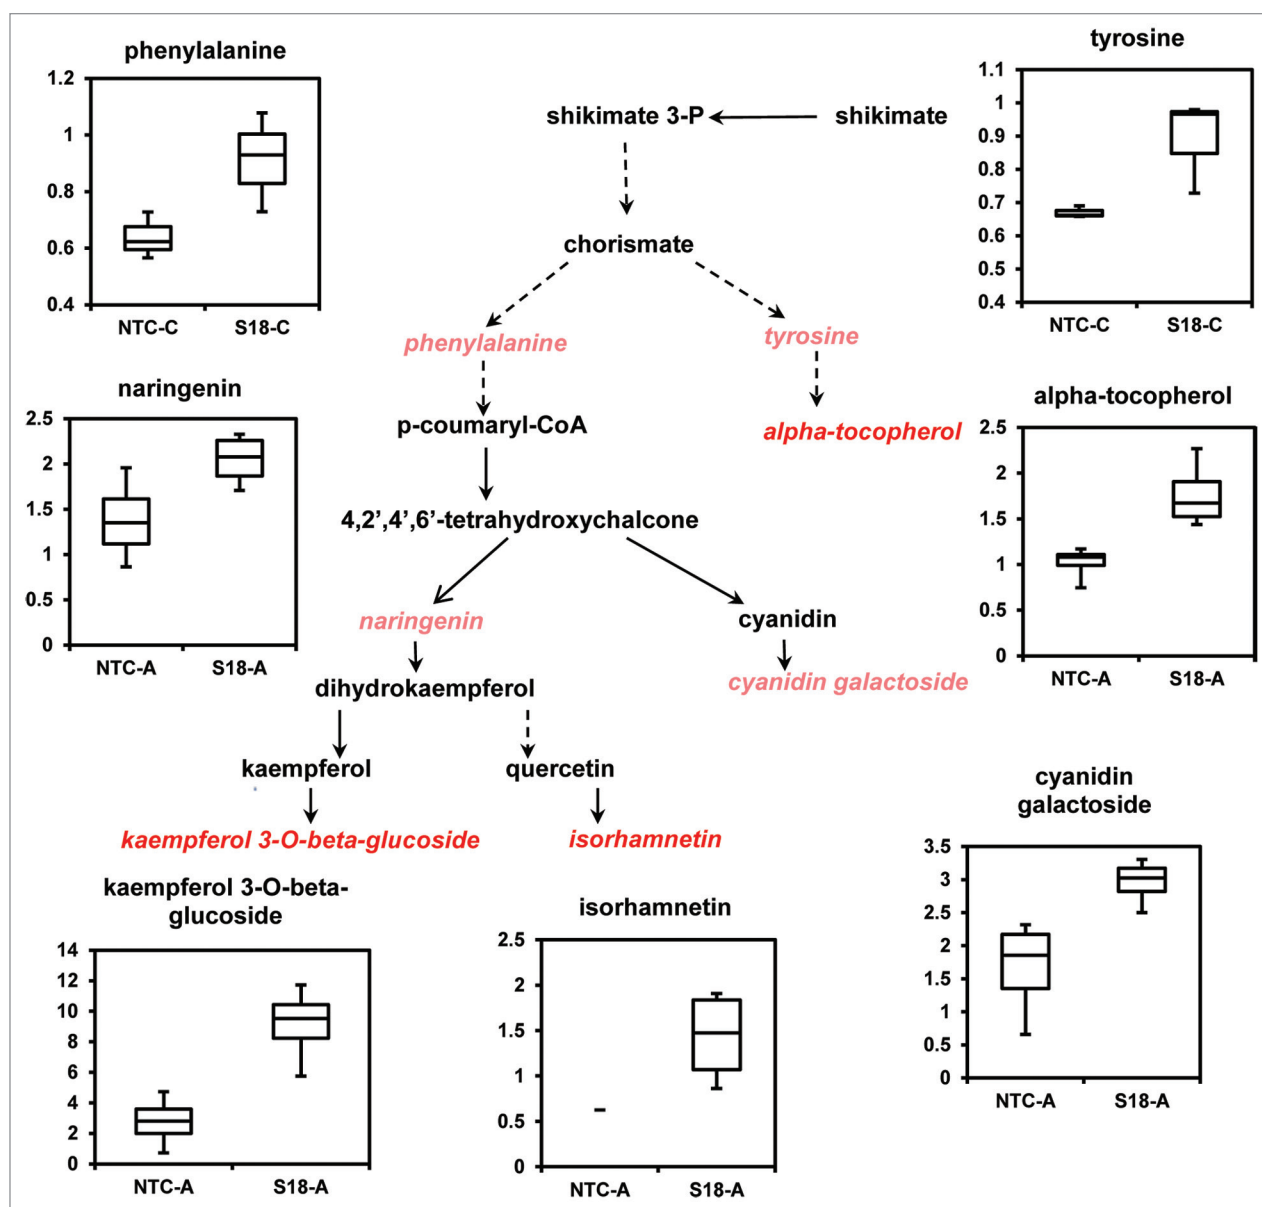 phenylalanine
1.2
1
0.8
0.6
0.4
NTC-C S18-C
shikimate 3-P shikimate
chorismate
phenylalanine tyrosine
p-coumaryl-CoA alpha-tocopherol
4,2’,4’,6’-tetrahydroxychalcone
naringenin cyanidin
dihydrokaempferol cyanidin galactoside
kaempferol quercetin
kaempferol 3-O-beta-glucoside isorhamnetin
tyrosine
1.1
1
0.9
0.8
0.7
0.6
0.5
0.4
NTC-C S18-C
naringenin
2.5
2
1.5
1
0.5
0
NTC-A S18-A
alpha-tocopherol
2.5
2
1.5
1
0.5
0
NTC-A S18-A
kaempferol 3-O-beta-
glucoside
14
12
10
8
6
4
2
0
NTC-A S18-A
isorhamnetin
2.5
2
1.5
1
0.5
0
NTC-A S18-A
cyanidin
galactoside
3.5
3
2.5
2
1.5
1
0.5
0
NTC-A S18-A